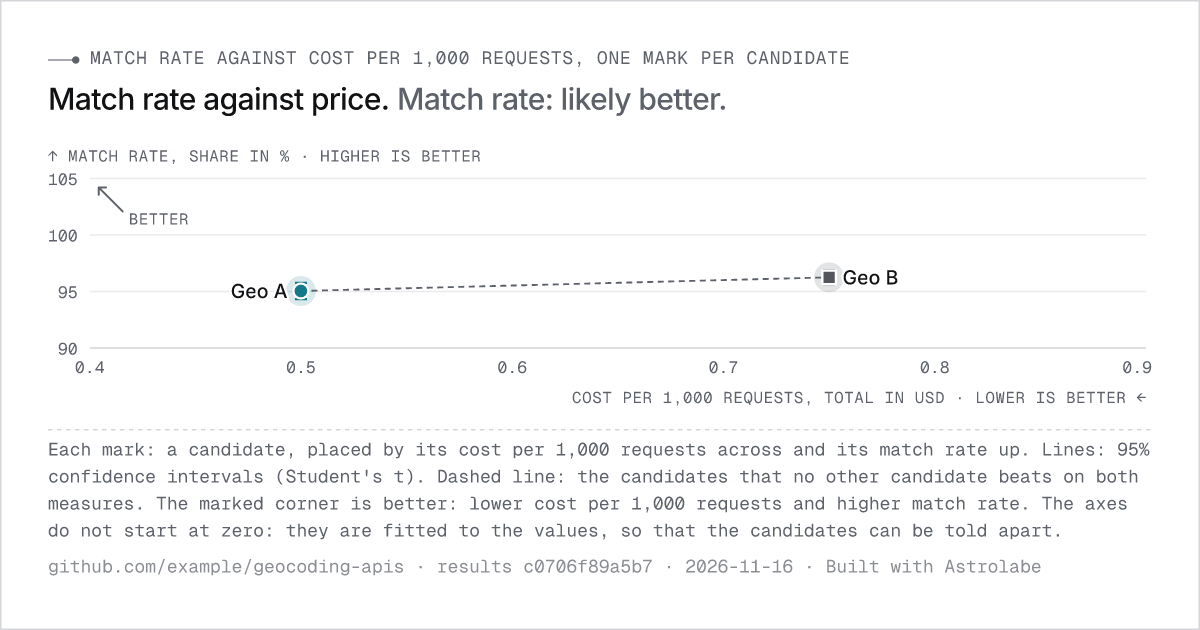 MATCH RATE AGAINST COST PER 1,000 REQUESTS, ONE MARK PER CANDIDATE
Match rate against price. Match rate: likely better.
↑ MATCH RATE, SHARE IN % · HIGHER IS BETTER
105
BETTER
100
Geo B
Geo A
95
90
0.4 0.5 0.6 0.7 0.8 0.9
COST PER 1,000 REQUESTS, TOTAL IN USD · LOWER IS BETTER ←
Each mark: a candidate, placed by its cost per 1,000 requests across and its match rate up. Lines: 95%
confidence intervals (Student's t). Dashed line: the candidates that no other candidate beats on both
measures. The marked corner is better: lower cost per 1,000 requests and higher match rate. The axes
do not start at zero: they are fitted to the values, so that the candidates can be told apart.
github.com/example/geocoding-apis · results c0706f89a5b7 · 2026-11-16 · Built with Astrolabe